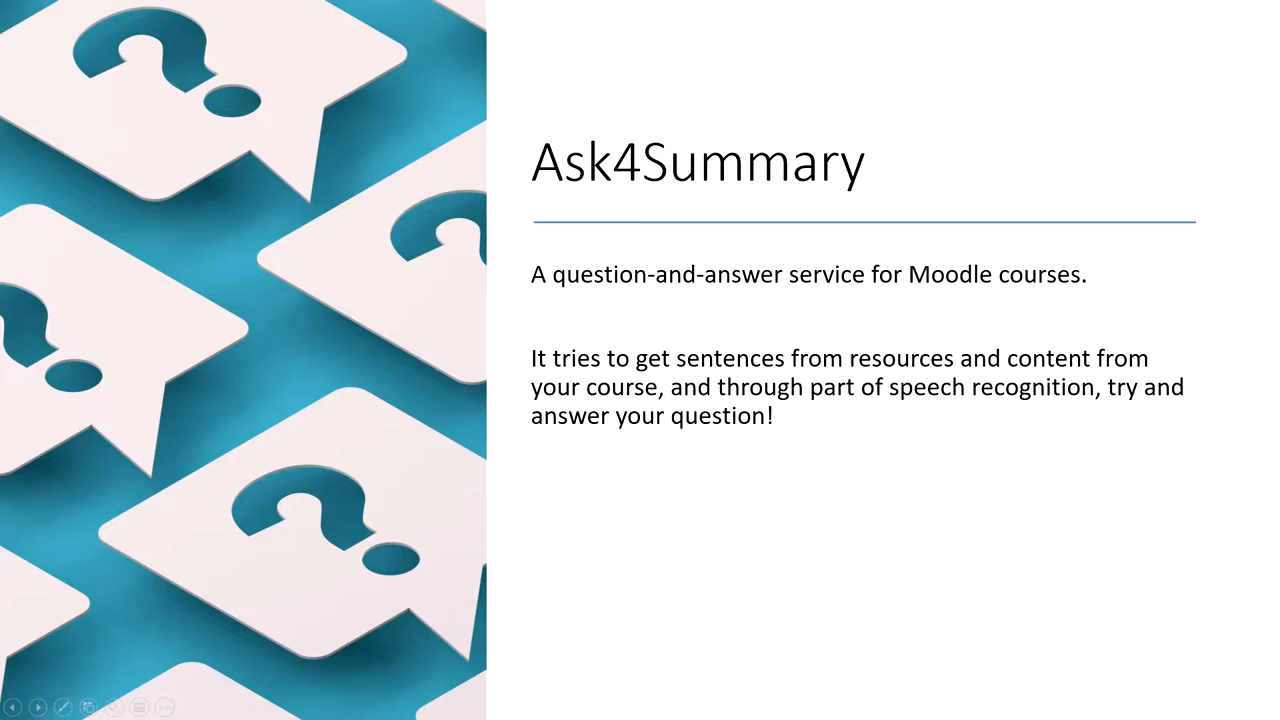 Ask4Summary
A question-and-answer service for Moodle courses.
It tries to get sentences from resources and content from
your course, and through part of speech recognition, try and
answer your question!